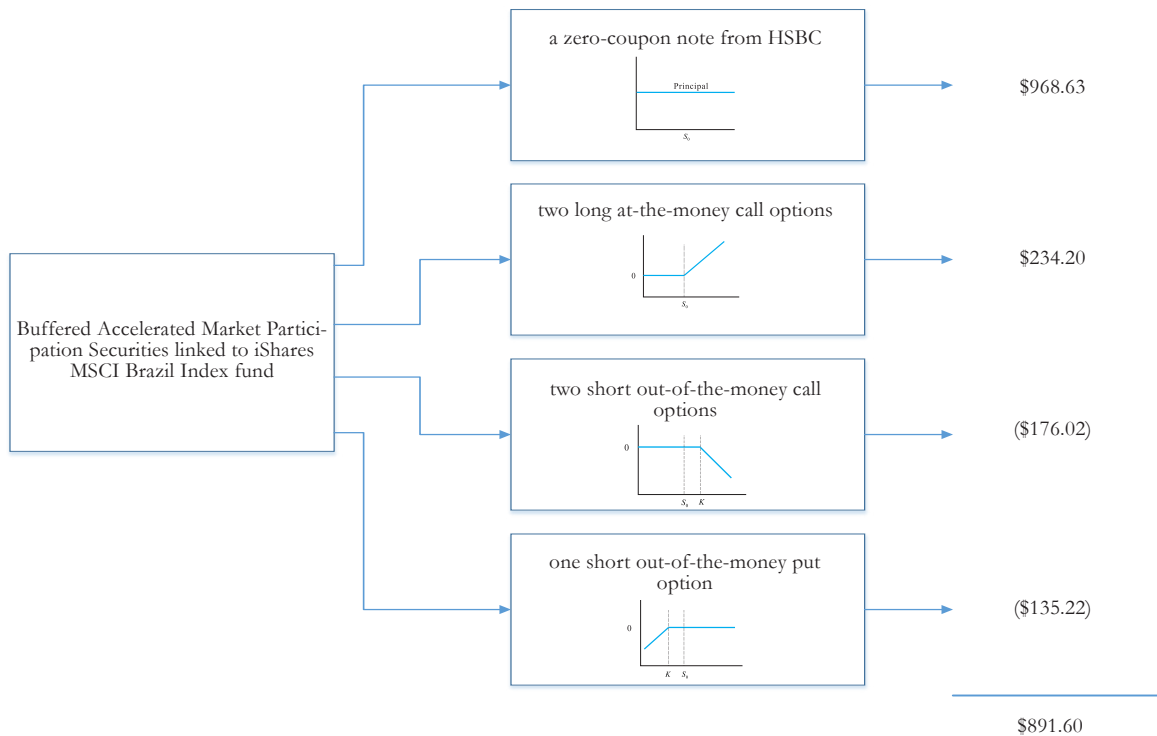 a zero-coupon note from HSBC
Principal
S₀
$968.63
two long at-the-money call options
0
S₀
$234.20
Buffered Accelerated Market Partici-
pation Securities linked to iShares
MSCI Brazil Index fund
two short out-of-the-money call
options
0
S₀ K
($176.02)
one short out-of-the-money put
option
0
K S₀
($135.22)
$891.60